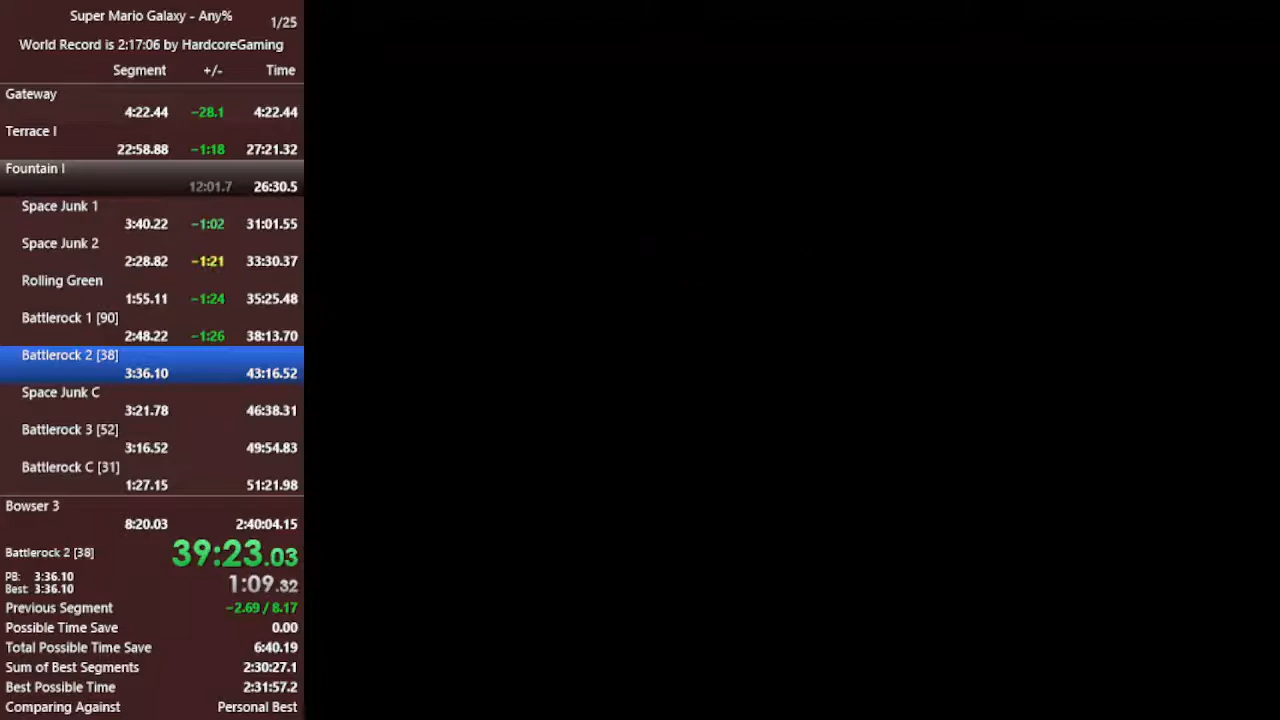 Super Mario Galaxy - Any%
1/25
World Record is 2:17:06 by HardcoreGaming
Segment +/- Time
Gateway
4:22.44 -28.1 4:22.44
Terrace I
22:58.88 -1:18 27:21.32
Fountain I
12:01.7 26:30.5
Space Junk 1
3:40.22 -1:02 31:01.55
Space Junk 2
2:28.82 -1:21 33:30.37
Rolling Green
1:55.11 -1:24 35:25.48
Battlerock 1 [90]
2:48.22 -1:26 38:13.70
Battlerock 2 [38]
3:36.10 43:16.52
Space Junk C
3:21.78 46:38.31
Battlerock 3 [52]
3:16.52 49:54.83
Battlerock C [31]
1:27.15 51:21.98
Bowser 3
8:20.03 2:40:04.15
Battlerock 2 [38] 39:23.03
PB: 3:36.10
Best: 3:36.10
1:09.32
Previous Segment -2.69 / 8.17
Possible Time Save 0.00
Total Possible Time Save 6:40.19
Sum of Best Segments 2:30:27.1
Best Possible Time 2:31:57.2
Comparing Against Personal Best